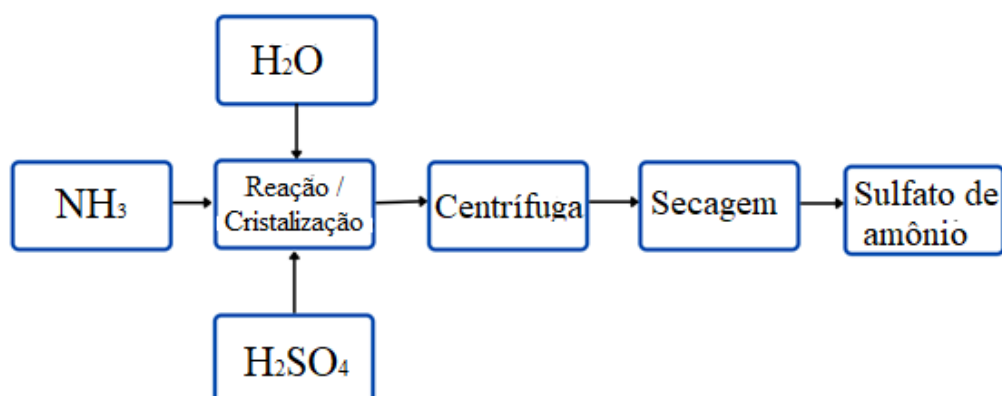 H₂O
NH₃
Reação /
Cristalização
Centrífuga
Secagem
Sulfato de
amônio
H₂SO₄